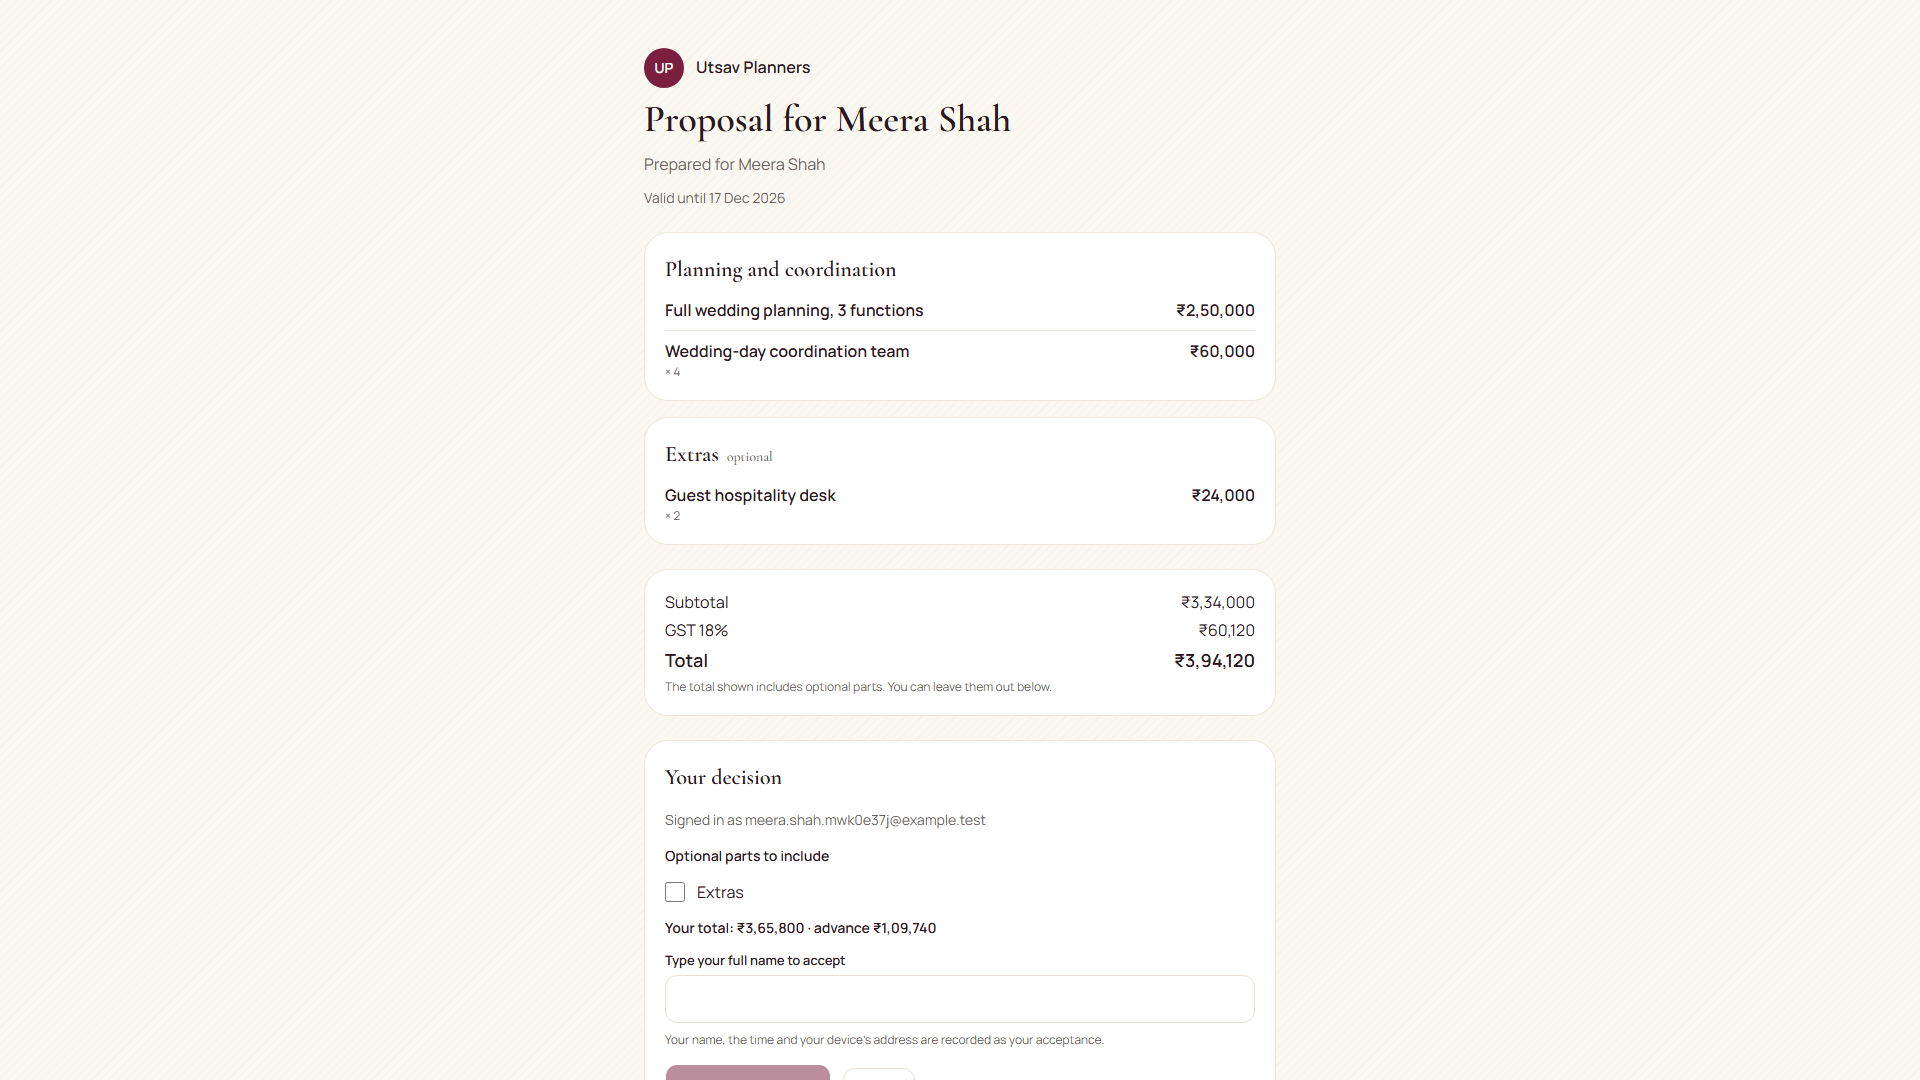 UP Utsav Planners
Proposal for Meera Shah
Prepared for Meera Shah
Valid until 17 Dec 2026
Planning and coordination
Full wedding planning, 3 functions ₹2,50,000
Wedding-day coordination team ₹60,000
× 4
Extras optional
Guest hospitality desk ₹24,000
× 2
Subtotal ₹3,34,000
GST 18% ₹60,120
Total ₹3,94,120
The total shown includes optional parts. You can leave them out below.
Your decision
Signed in as meera.shah.mwk0e37j@example.test
Optional parts to include
Extras
Your total: ₹3,65,800 · advance ₹1,09,740
Type your full name to accept
Your name, the time and your device's address are recorded as your acceptance.